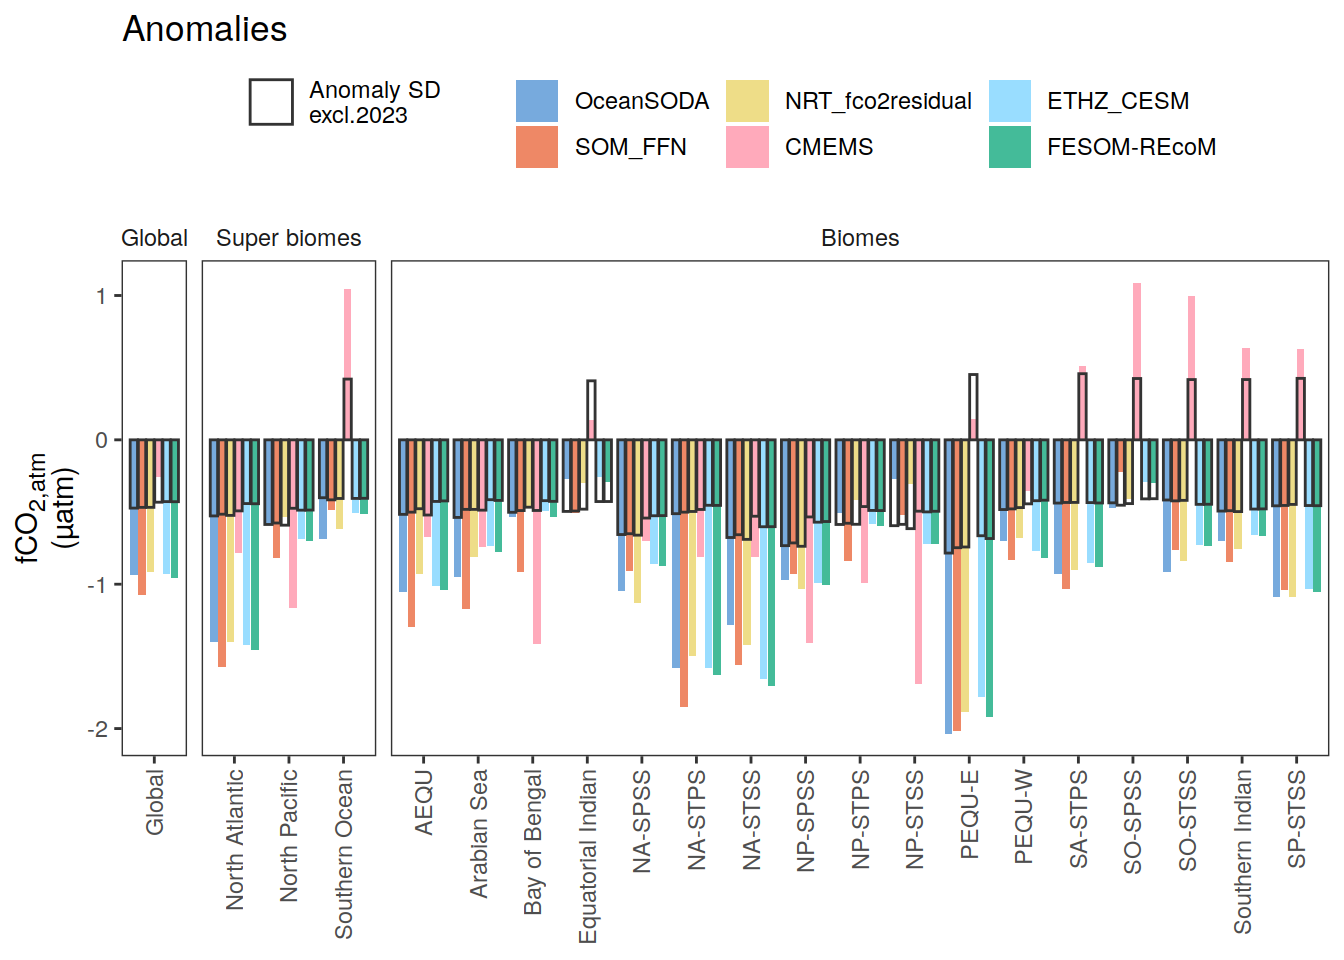 Anomalies
Anomaly SD
excl.2023
OceanSODA
NRT_fco2residual
ETHZ_CESM
SOM_FFN
CMEMS
FESOM-REcoM
Global
Super biomes
Biomes
fCO2,atm
(µatm)
1
0
-1
-2
Global
North Atlantic
North Pacific
Southern Ocean
AEQU
Arabian Sea
Bay of Bengal
Equatorial Indian
NA-SPSS
NA-STPS
NA-STSS
NP-SPSS
NP-STPS
NP-STSS
PEQU-E
PEQU-W
SA-STPS
SO-SPSS
SO-STSS
Southern Indian
SP-STSS